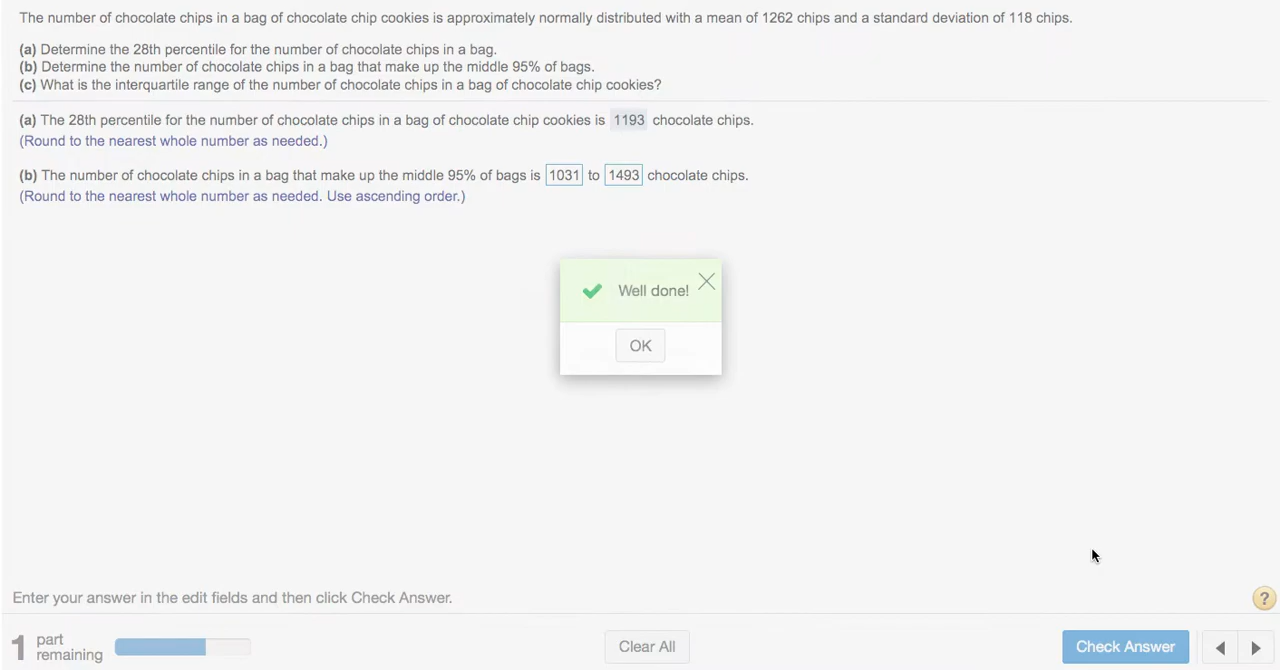 The number of chocolate chips in a bag of chocolate chip cookies is approximately normally distributed with a mean of 1262 chips and a standard deviation of 118 chips.
(a) Determine the 28th percentile for the number of chocolate chips in a bag.
(b) Determine the number of chocolate chips in a bag that make up the middle 95% of bags.
(c) What is the interquartile range of the number of chocolate chips in a bag of chocolate chip cookies?
(a) The 28th percentile for the number of chocolate chips in a bag of chocolate chip cookies is 1193 chocolate chips.
(Round to the nearest whole number as needed.)
(b) The number of chocolate chips in a bag that make up the middle 95% of bags is 1031 to 1493 chocolate chips.
(Round to the nearest whole number as needed. Use ascending order.)
Well done!
OK
Enter your answer in the edit fields and then click Check Answer.
?
1 part remaining
Clear All
Check Answer